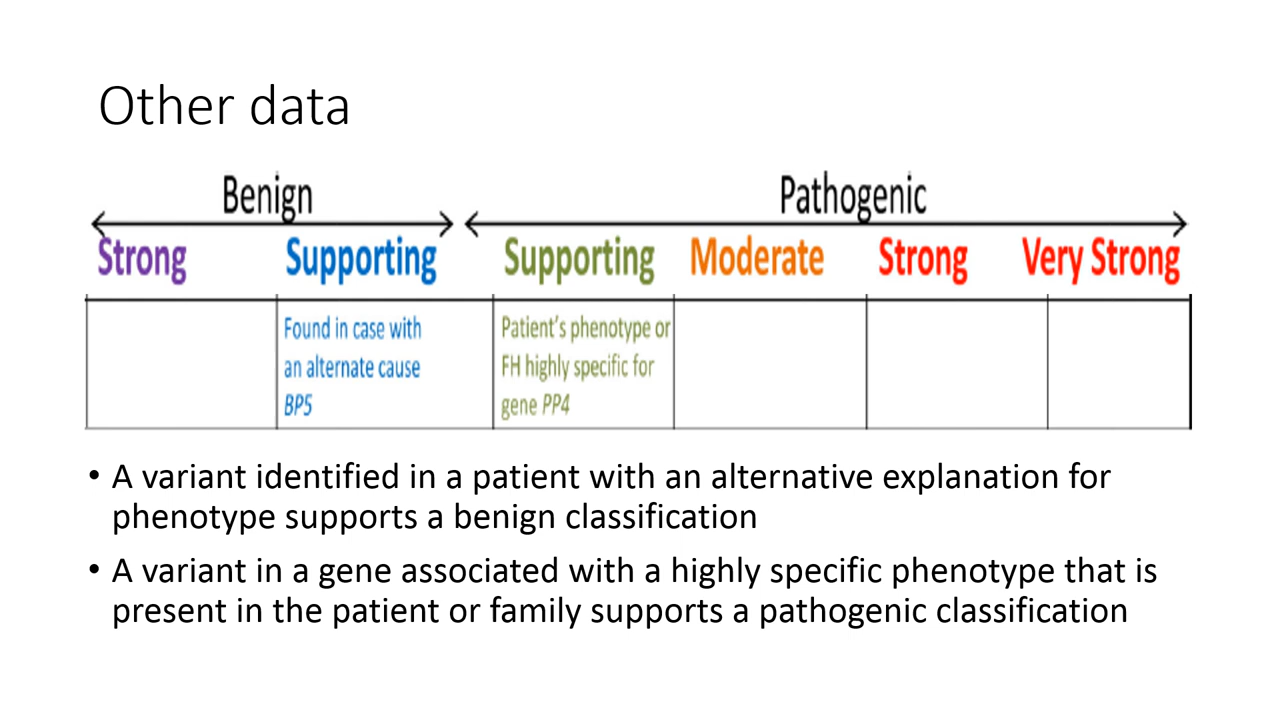 Other data
Benign Pathogenic
Strong Supporting Supporting Moderate Strong Very Strong
Found in case with
an alternate cause
BP5
Patient's phenotype or
FH highly specific for
gene PP4
• A variant identified in a patient with an alternative explanation for
phenotype supports a benign classification
• A variant in a gene associated with a highly specific phenotype that is
present in the patient or family supports a pathogenic classification